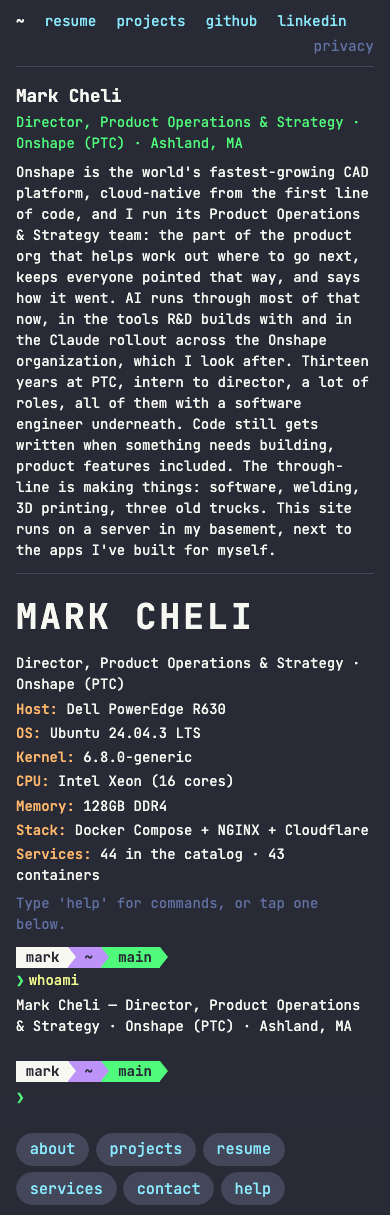 ~ resume projects github linkedin
privacy
Mark Cheli
Director, Product Operations & Strategy ·
Onshape (PTC) · Ashland, MA
Onshape is the world's fastest-growing CAD
platform, cloud-native from the first line
of code, and I run its Product Operations
& Strategy team: the part of the product
org that helps work out where to go next,
keeps everyone pointed that way, and says
how it went. AI runs through most of that
now, in the tools R&D builds with and in
the Claude rollout across the Onshape
organization, which I look after. Thirteen
years at PTC, intern to director, a lot of
roles, all of them with a software
engineer underneath. Code still gets
written when something needs building,
product features included. The through-
line is making things: software, welding,
3D printing, three old trucks. This site
runs on a server in my basement, next to
the apps I've built for myself.
MARK CHELI
Director, Product Operations & Strategy ·
Onshape (PTC)
Host: Dell PowerEdge R630
OS: Ubuntu 24.04.3 LTS
Kernel: 6.8.0-generic
CPU: Intel Xeon (16 cores)
Memory: 128GB DDR4
Stack: Docker Compose + NGINX + Cloudflare
Services: 44 in the catalog · 43
containers
Type 'help' for commands, or tap one
below.
mark ~ main
❯ whoami
Mark Cheli — Director, Product Operations
& Strategy · Onshape (PTC) · Ashland, MA
mark ~ main
❯
about projects resume
services contact help